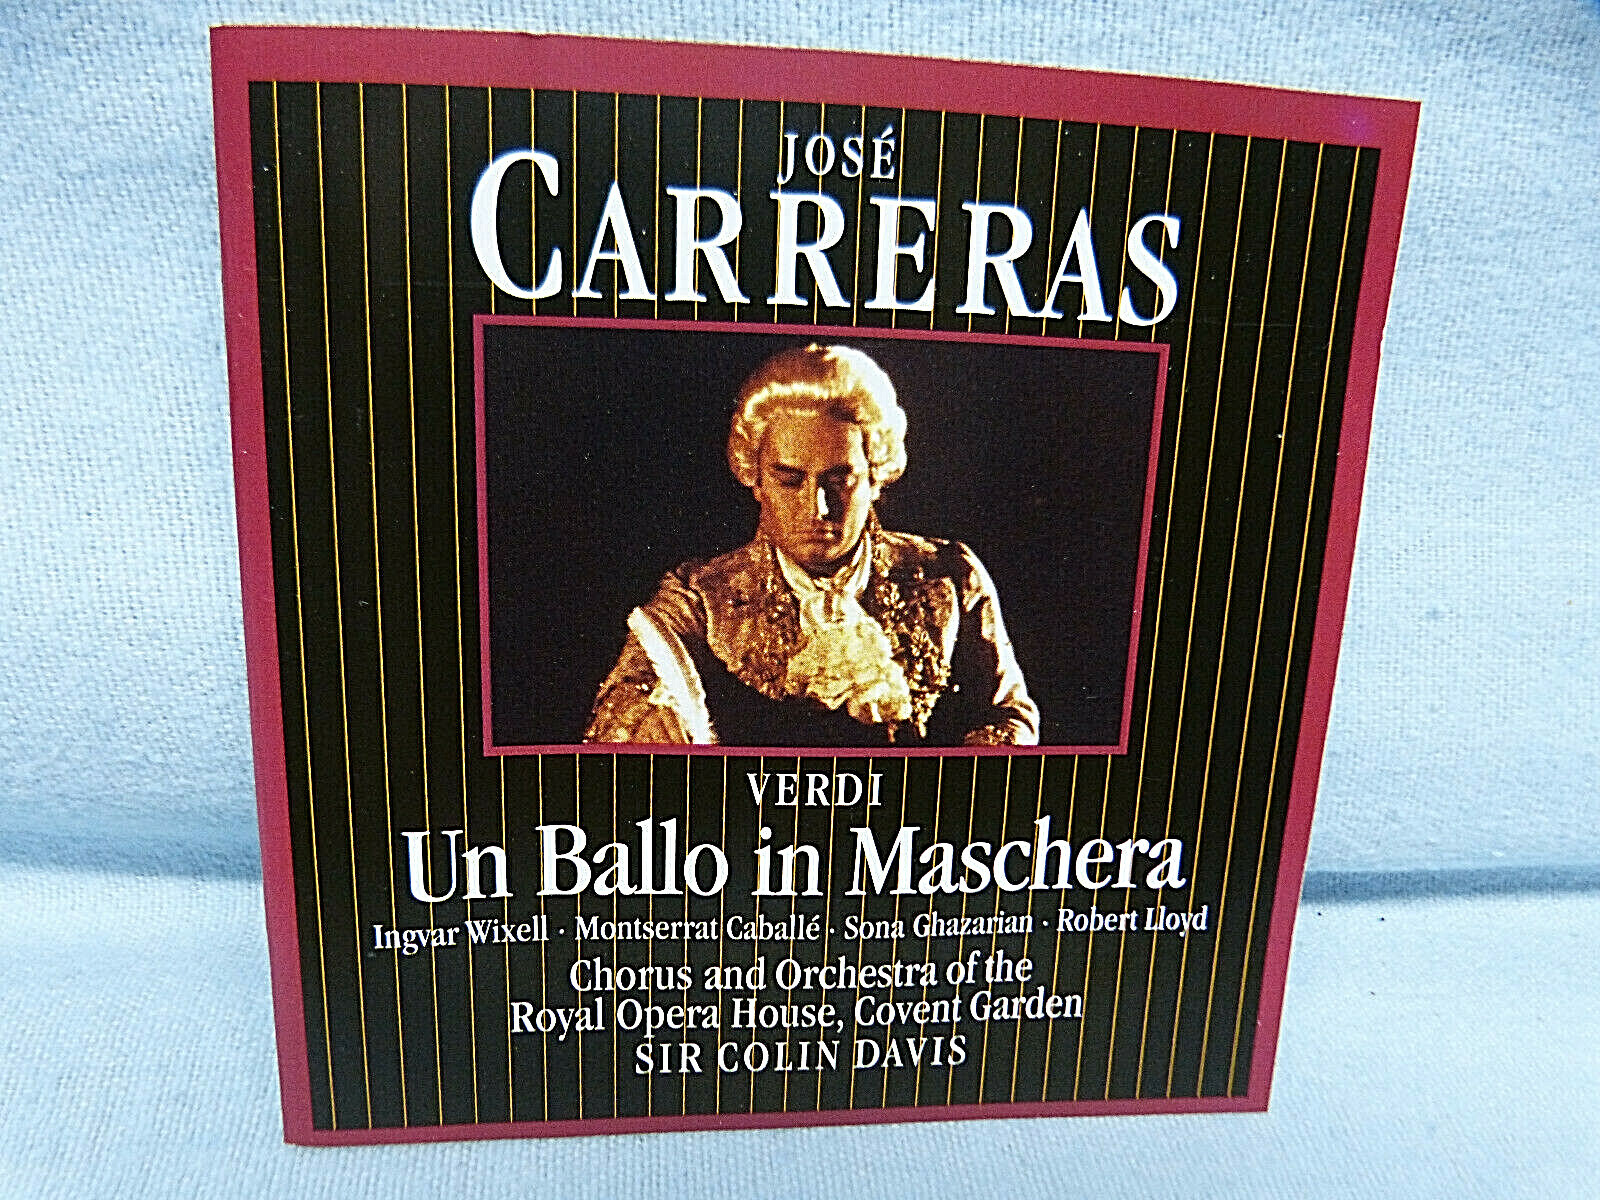 JOSÉ
CARRERAS
VERDI
Un Ballo in Maschera
Ingvar Wixell · Montserrat Caballé · Sona Ghazarian · Robert Lloyd
Chorus and Orchestra of the
Royal Opera House, Covent Garden
SIR COLIN DAVIS